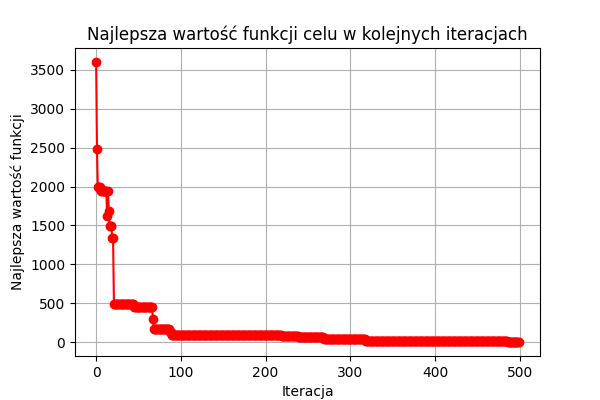 Najlepsza wartość funkcji celu w kolejnych iteracjach
Najlepsza wartość funkcji
3500
3000
2500
2000
1500
1000
500
0
0 100 200 300 400 500
Iteracja